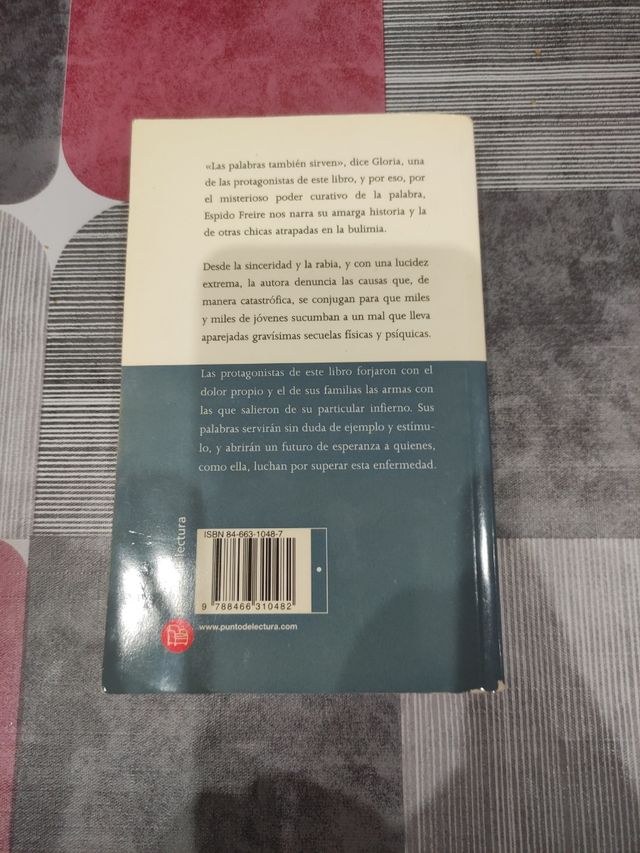 «Las palabras también sirven», dice Gloria, una
de las protagonistas de este libro, y por eso, por
el misterioso poder curativo de la palabra,
Espido Freire nos narra su amarga historia y la
de otras chicas atrapadas en la bulimia.
Desde la sinceridad y la rabia, y con una lucidez
extrema, la autora denuncia las causas que, de
manera catastrófica, se conjugan para que miles
y miles de jóvenes sucumban a un mal que lleva
aparejadas gravísimas secuelas físicas y psíquicas.
Las protagonistas de este libro forjaron con el
dolor propio y el de sus familias las armas con
las que salieron de su particular infierno. Sus
palabras servirán sin duda de ejemplo y estímu-
lo, y abrirán un futuro de esperanza a quienes,
como ella, luchan por superar esta enfermedad.
lectura
ISBN 84-663-1048-7
9 788466 310482
www.puntodelectura.com